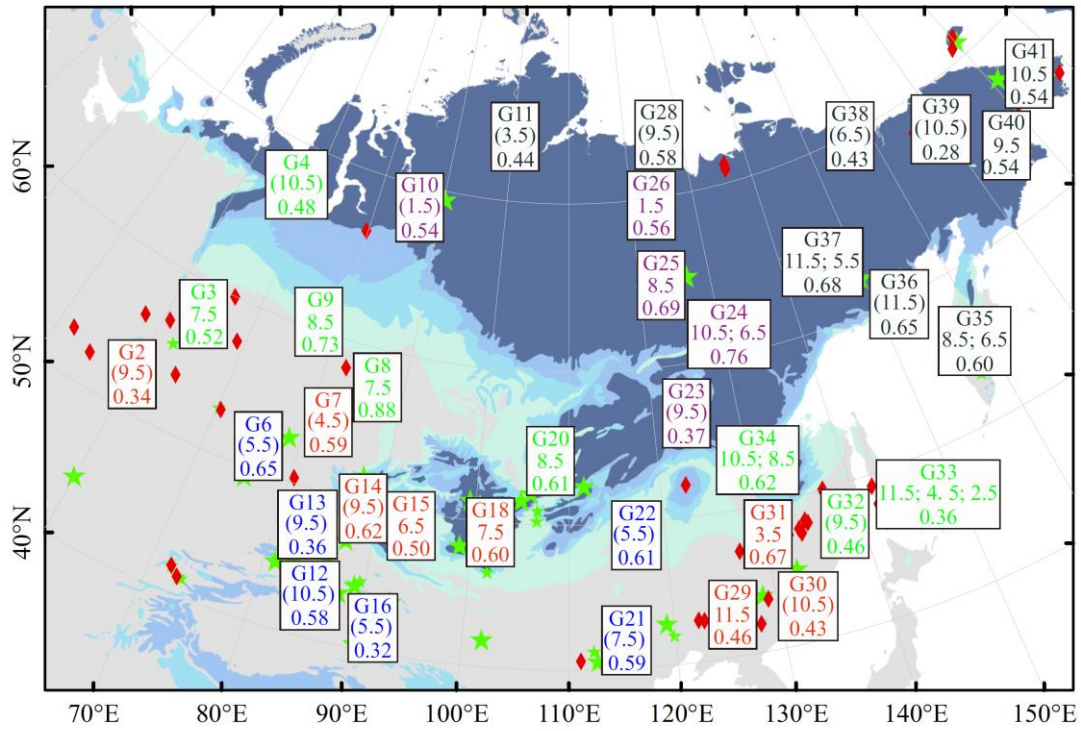 G41
10.5
0.54
G11
(3.5)
0.44
G28
(9.5)
0.58
G38
(6.5)
0.43
G39
(10.5)
0.28
G40
9.5
0.54
60°N
G4
(10.5)
0.48
G10
(1.5)
0.54
G26
1.5
0.56
G37
11.5; 5.5
0.68
G25
8.5
0.69
G36
(11.5)
0.65
G3
7.5
0.52
G9
8.5
0.73
G24
10.5; 6.5
0.76
G35
8.5; 6.5
0.60
50°N
G2
(9.5)
0.34
G8
7.5
0.88
G7
(4.5)
0.59
G23
(9.5)
0.37
G6
(5.5)
0.65
G20
8.5
0.61
G34
10.5; 8.5
0.62
G33
11.5; 4. 5; 2.5
0.36
G13
(9.5)
0.36
G14
(9.5)
0.62
G15
6.5
0.50
G18
7.5
0.60
G22
(5.5)
0.61
G31
3.5
0.67
G32
(9.5)
0.46
40°N
G12
(10.5)
0.58
G16
(5.5)
0.32
G21
(7.5)
0.59
G29
11.5
0.46
G30
(10.5)
0.43
70°E 80°E 90°E 100°E 110°E 120°E 130°E 140°E 150°E